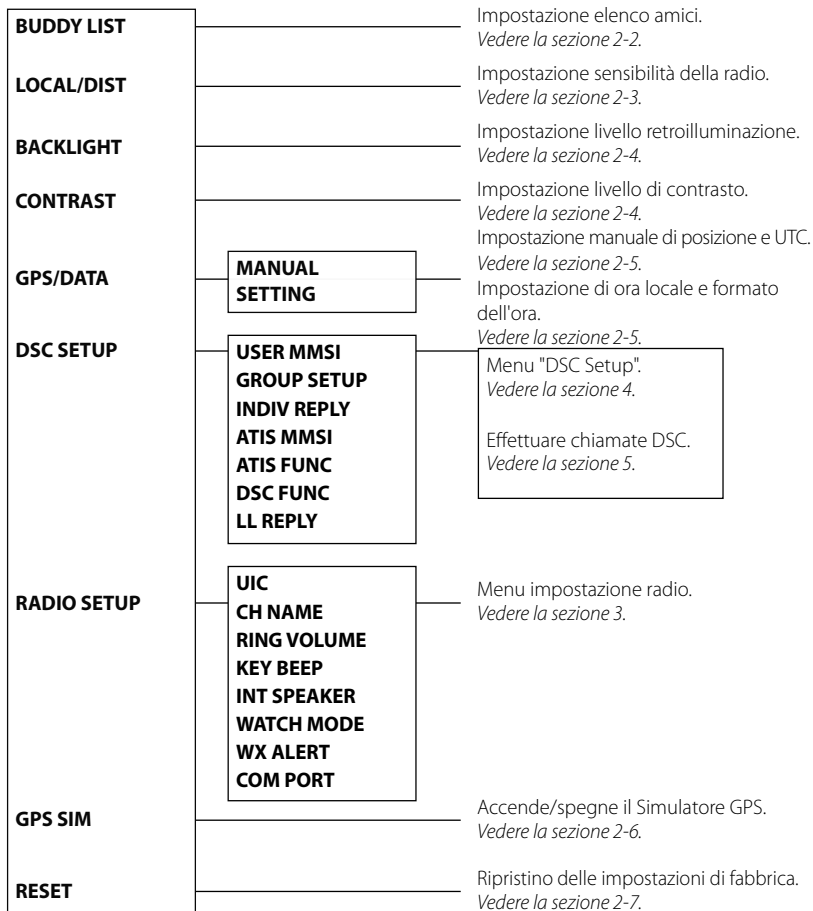 BUDDY LIST
Impostazione elenco amici.
Vedere la sezione 2-2.
LOCAL/DIST
Impostazione sensibilità della radio.
Vedere la sezione 2-3.
BACKLIGHT
Impostazione livello retroilluminazione.
Vedere la sezione 2-4.
CONTRAST
Impostazione livello di contrasto.
Vedere la sezione 2-4.
GPS/DATA
MANUAL
SETTING
Impostazione manuale di posizione e UTC.
Vedere la sezione 2-5.
Impostazione di ora locale e formato
dell'ora.
Vedere la sezione 2-5.
DSC SETUP
USER MMSI
GROUP SETUP
INDIV REPLY
ATIS MMSI
ATIS FUNC
DSC FUNC
LL REPLY
Menu "DSC Setup".
Vedere la sezione 4.
Effettuare chiamate DSC.
Vedere la sezione 5.
RADIO SETUP
UIC
CH NAME
RING VOLUME
KEY BEEP
INT SPEAKER
WATCH MODE
WX ALERT
COM PORT
Menu impostazione radio.
Vedere la sezione 3.
GPS SIM
Accende/spegne il Simulatore GPS.
Vedere la sezione 2-6.
RESET
Ripristino delle impostazioni di fabbrica.
Vedere la sezione 2-7.